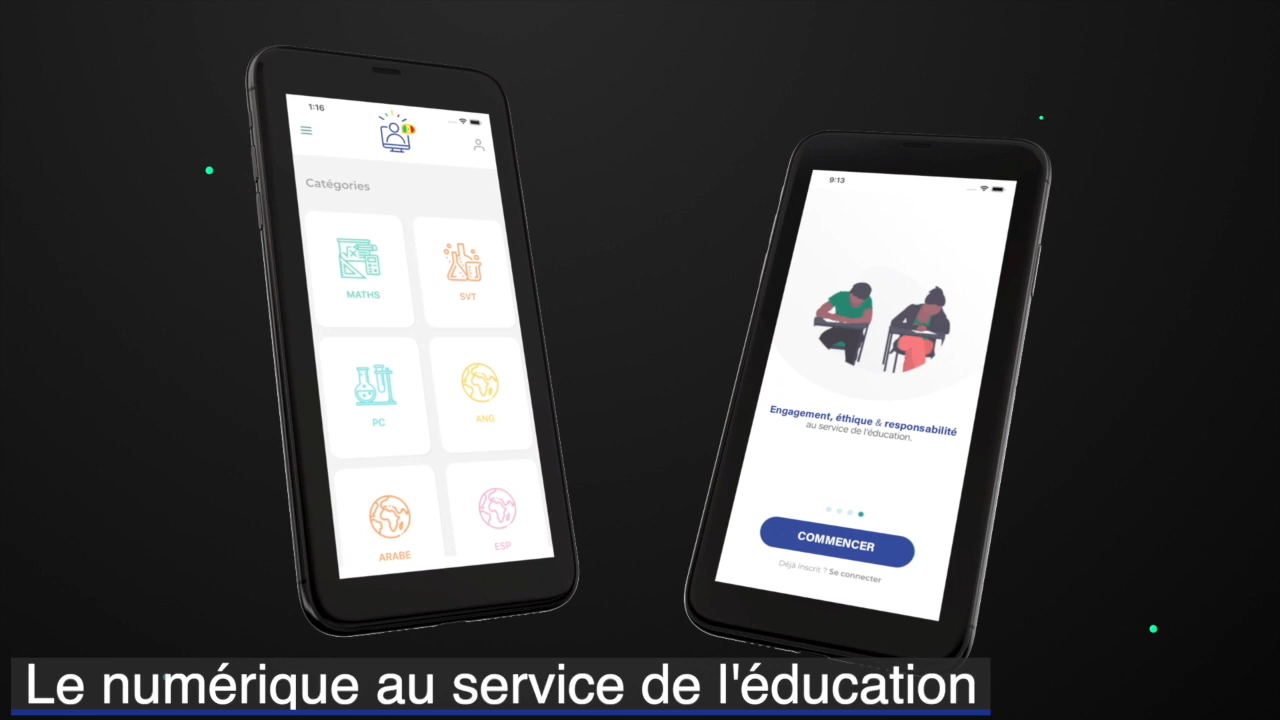 1:16
Catégories
MATHS
SVT
PC
ANG
ARABE
ESP
9:13
Engagement, éthique & responsabilité
au service de l'éducation.
COMMENCER
Déjà inscrit ? Se connecter
Le numérique au service de l'éducation